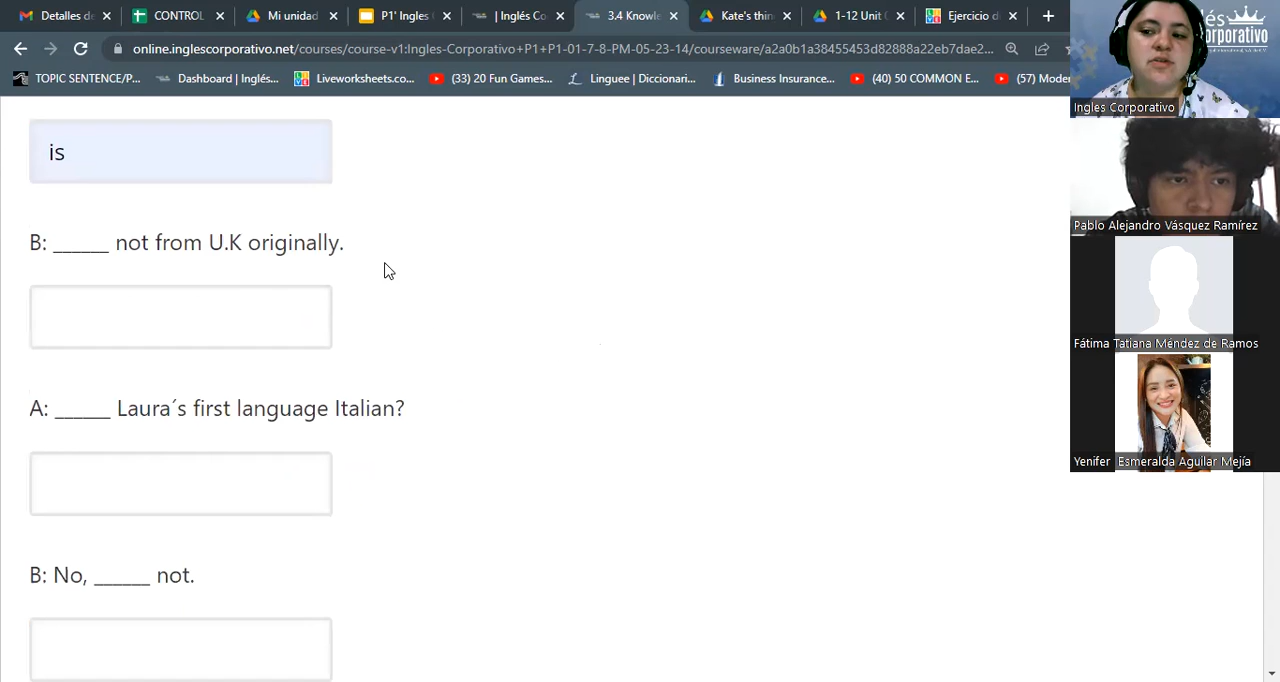 Detalles de
CONTROL
Mi unidad
P1' Ingles
| Inglés Co
3.4 Knowle
Kate's thin
1-12 Unit
Ejercicio d
online.inglescorporativo.net/courses/course-v1:Ingles-Corporativo+P1+P1-01-7-8-PM-05-23-14/courseware/a2a0b1a38455453d82888a22eb7dae2...
TOPIC SENTENCE/P...
Dashboard | Inglés...
Liveworksheets.co...
(33) 20 Fun Games...
Linguee | Diccionari...
Business Insurance...
(40) 50 COMMON E...
(57) Moder
Ingles Corporativo
Pablo Alejandro Vásquez Ramírez
Fátima Tatiana Méndez de Ramos
Yenifer Esmeralda Aguilar Mejía
is
B: ______ not from U.K originally.
A: ______ Laura´s first language Italian?
B: No, ______ not.